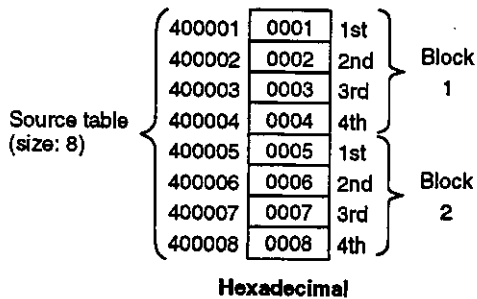 400001 0001 1st
400002 0002 2nd Block
400003 0003 3rd 1
400004 0004 4th
Source table
(size: 8)
400005 0005 1st
400006 0006 2nd Block
400007 0007 3rd 2
400008 0008 4th
Hexadecimal